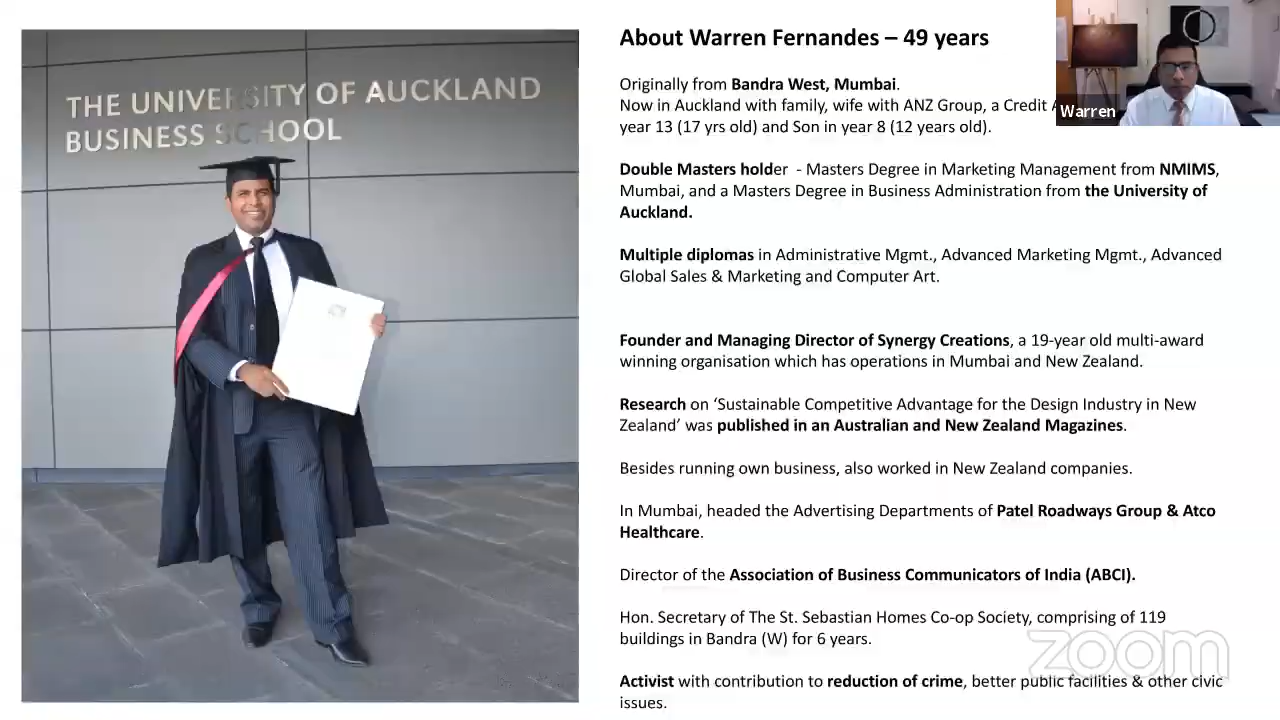 THE UNIVERSITY OF AUCKLAND
BUSINESS SCHOOL
About Warren Fernandes – 49 years
Originally from Bandra West, Mumbai.
Now in Auckland with family, wife with ANZ Group, a Credit
year 13 (17 yrs old) and Son in year 8 (12 years old).
Double Masters holder - Masters Degree in Marketing Management from NMIMS,
Mumbai, and a Masters Degree in Business Administration from the University of
Auckland.
Multiple diplomas in Administrative Mgmt., Advanced Marketing Mgmt., Advanced
Global Sales & Marketing and Computer Art.
Founder and Managing Director of Synergy Creations, a 19-year old multi-award
winning organisation which has operations in Mumbai and New Zealand.
Research on ‘Sustainable Competitive Advantage for the Design Industry in New
Zealand’ was published in an Australian and New Zealand Magazines.
Besides running own business, also worked in New Zealand companies.
In Mumbai, headed the Advertising Departments of Patel Roadways Group & Atco
Healthcare.
Director of the Association of Business Communicators of India (ABCI).
Hon. Secretary of The St. Sebastian Homes Co-op Society, comprising of 119
buildings in Bandra (W) for 6 years.
Activist with contribution to reduction of crime, better public facilities & other civic
issues.
Warren
zoom